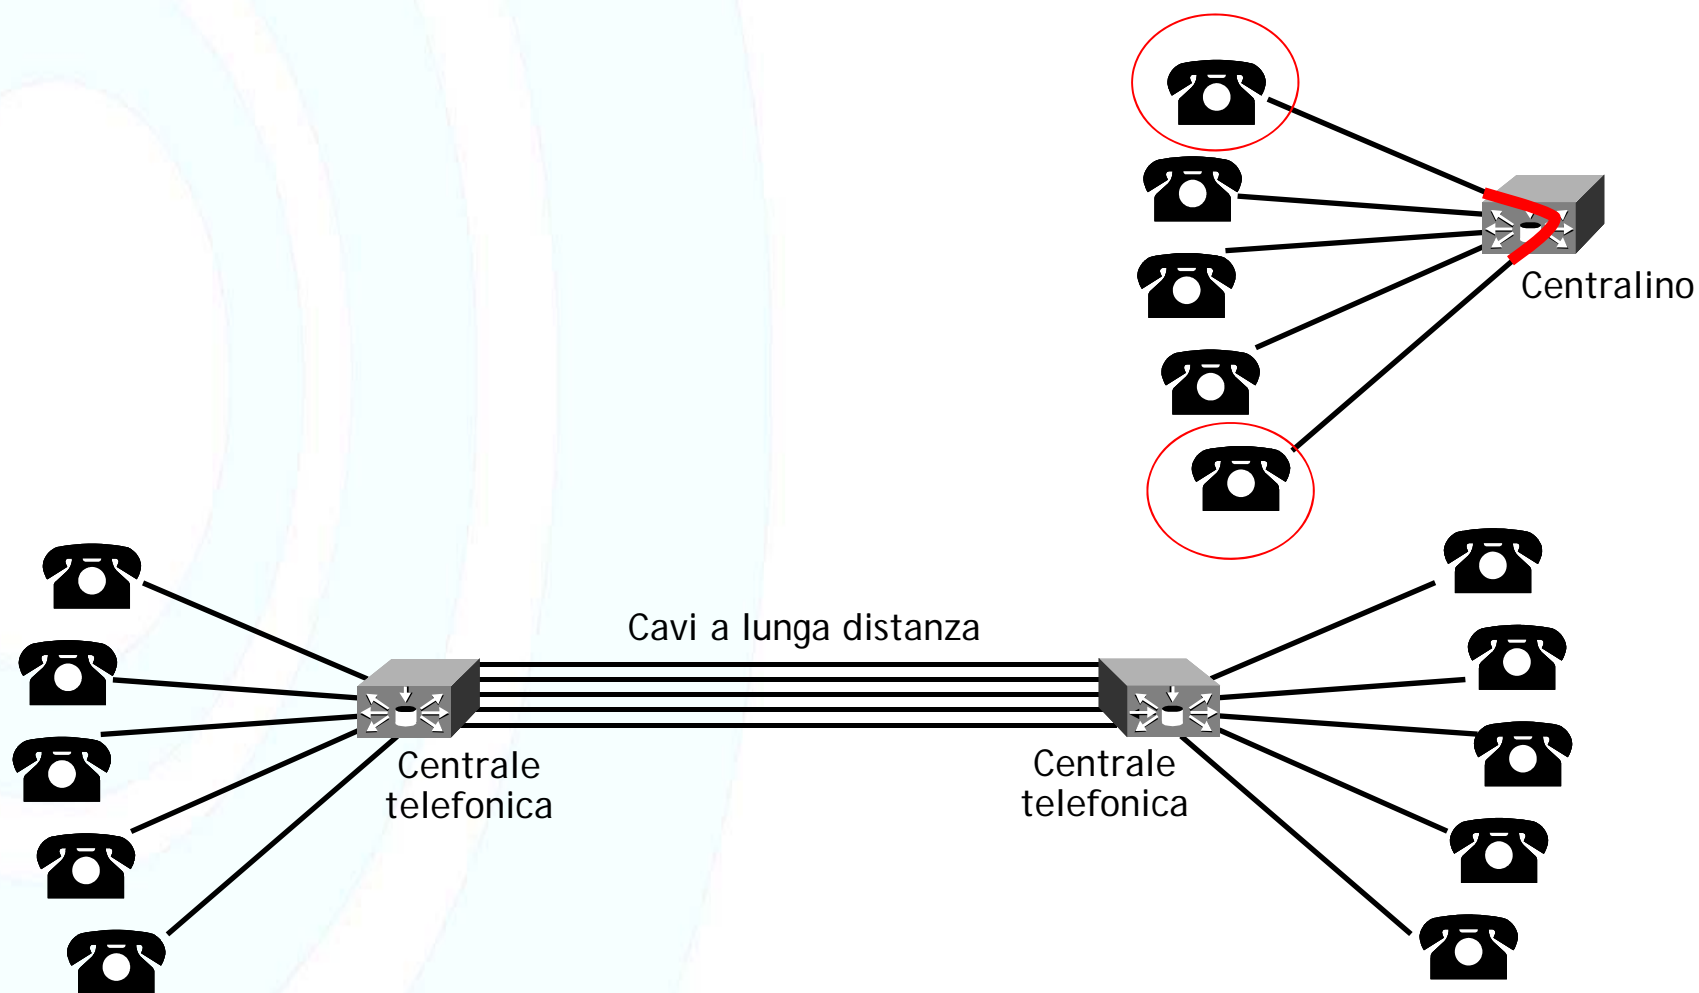 Centralino
Cavi a lunga distanza
Centrale
telefonica
Centrale
telefonica